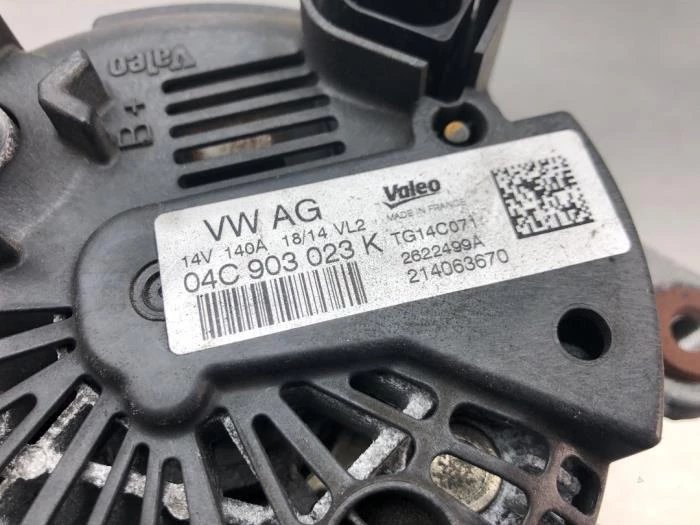 Valeo
B+
VW AG
14V 140A 18/14 VL2
04C 903 023 K
Valeo
MADE IN FRANCE
TG14C071
2622499A
214063670